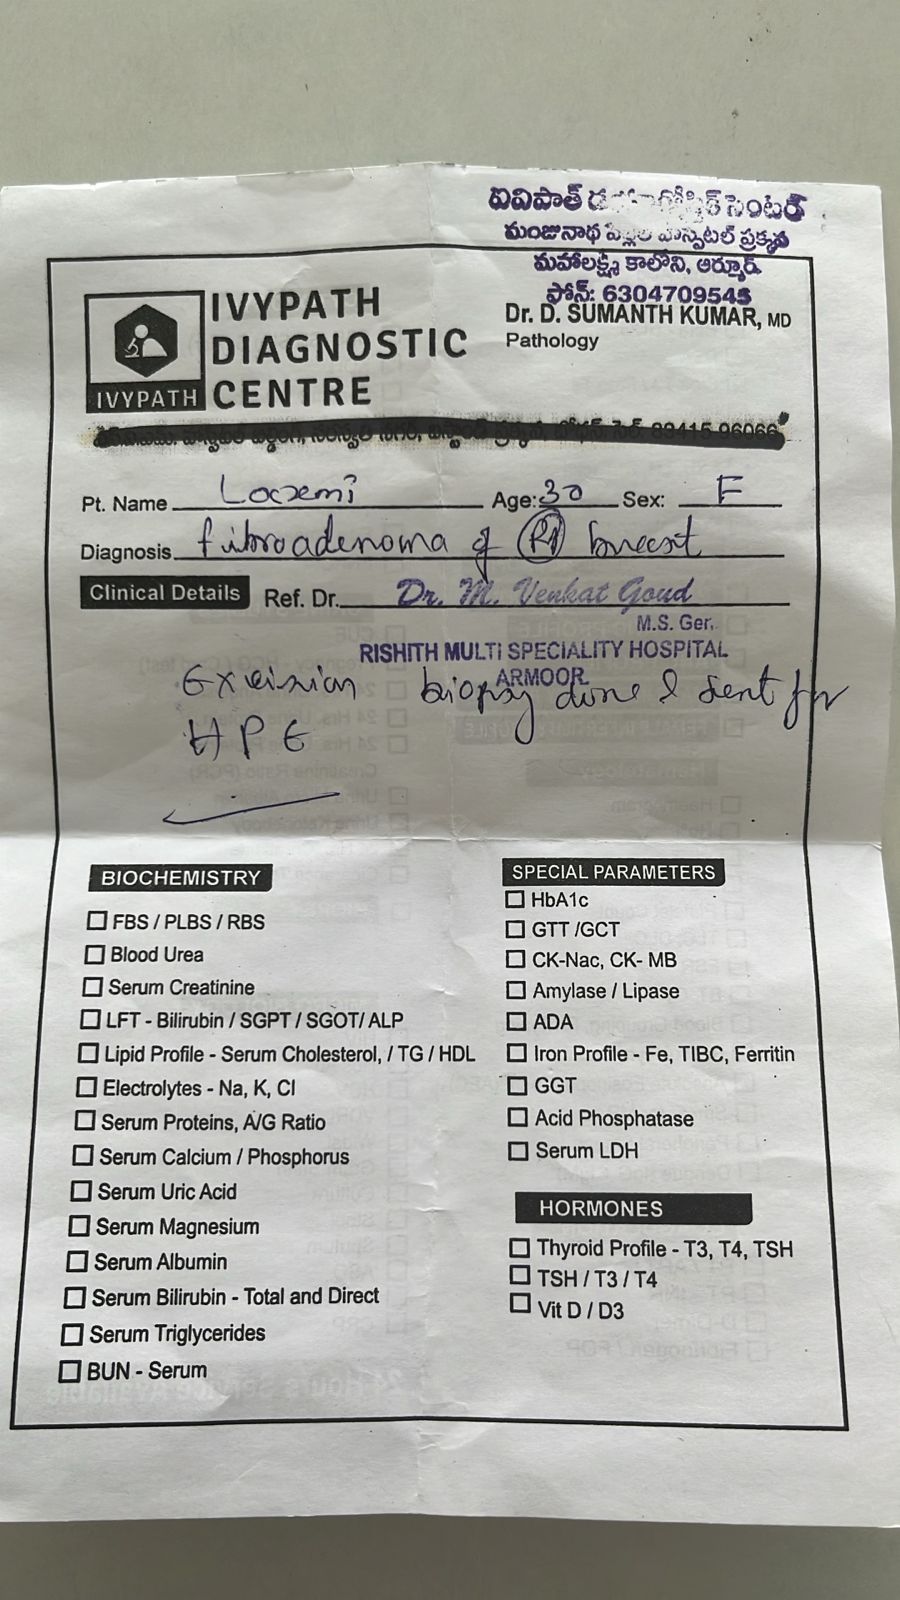 ఐవిపాత్ సెంటర్
మంజునాథ హాస్పిటల్ ప్రక్కన
మహాలక్ష్మి కాలోని, ఆర్మూర్.
ఫోన్: 6304709545
IVYPATH
DIAGNOSTIC
CENTRE
IVYPATH
Dr. D. SUMANTH KUMAR, MD
Pathology
Pt. Name Laxemi Age: 30 Sex: F
Diagnosis fibroadenoma of Rt breast
Clinical Details Ref. Dr. Dr. M. Venkat Goud
M.S. Ger.
RISHITH MULTI SPECIALITY HOSPITAL
ARMOOR
Excision biopsy done & sent for
HPE
BIOCHEMISTRY
FBS / PLBS / RBS
Blood Urea
Serum Creatinine
LFT - Bilirubin / SGPT / SGOT/ ALP
Lipid Profile - Serum Cholesterol, / TG / HDL
Electrolytes - Na, K, Cl
Serum Proteins, A/G Ratio
Serum Calcium / Phosphorus
Serum Uric Acid
Serum Magnesium
Serum Albumin
Serum Bilirubin - Total and Direct
Serum Triglycerides
BUN - Serum
SPECIAL PARAMETERS
HbA1c
GTT /GCT
CK-Nac, CK- MB
Amylase / Lipase
ADA
Iron Profile - Fe, TIBC, Ferritin
GGT
Acid Phosphatase
Serum LDH
HORMONES
Thyroid Profile - T3, T4, TSH
TSH / T3 / T4
Vit D / D3